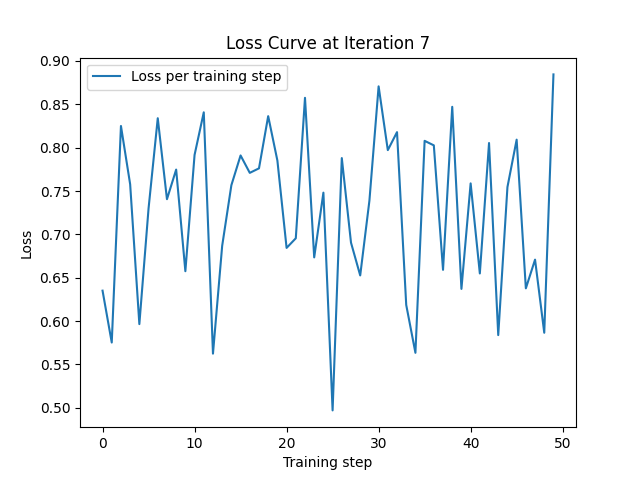 Loss Curve at Iteration 7
Loss per training step
0.90
0.85
0.80
0.75
0.70
0.65
0.60
0.55
0.50
Loss
0 10 20 30 40 50
Training step